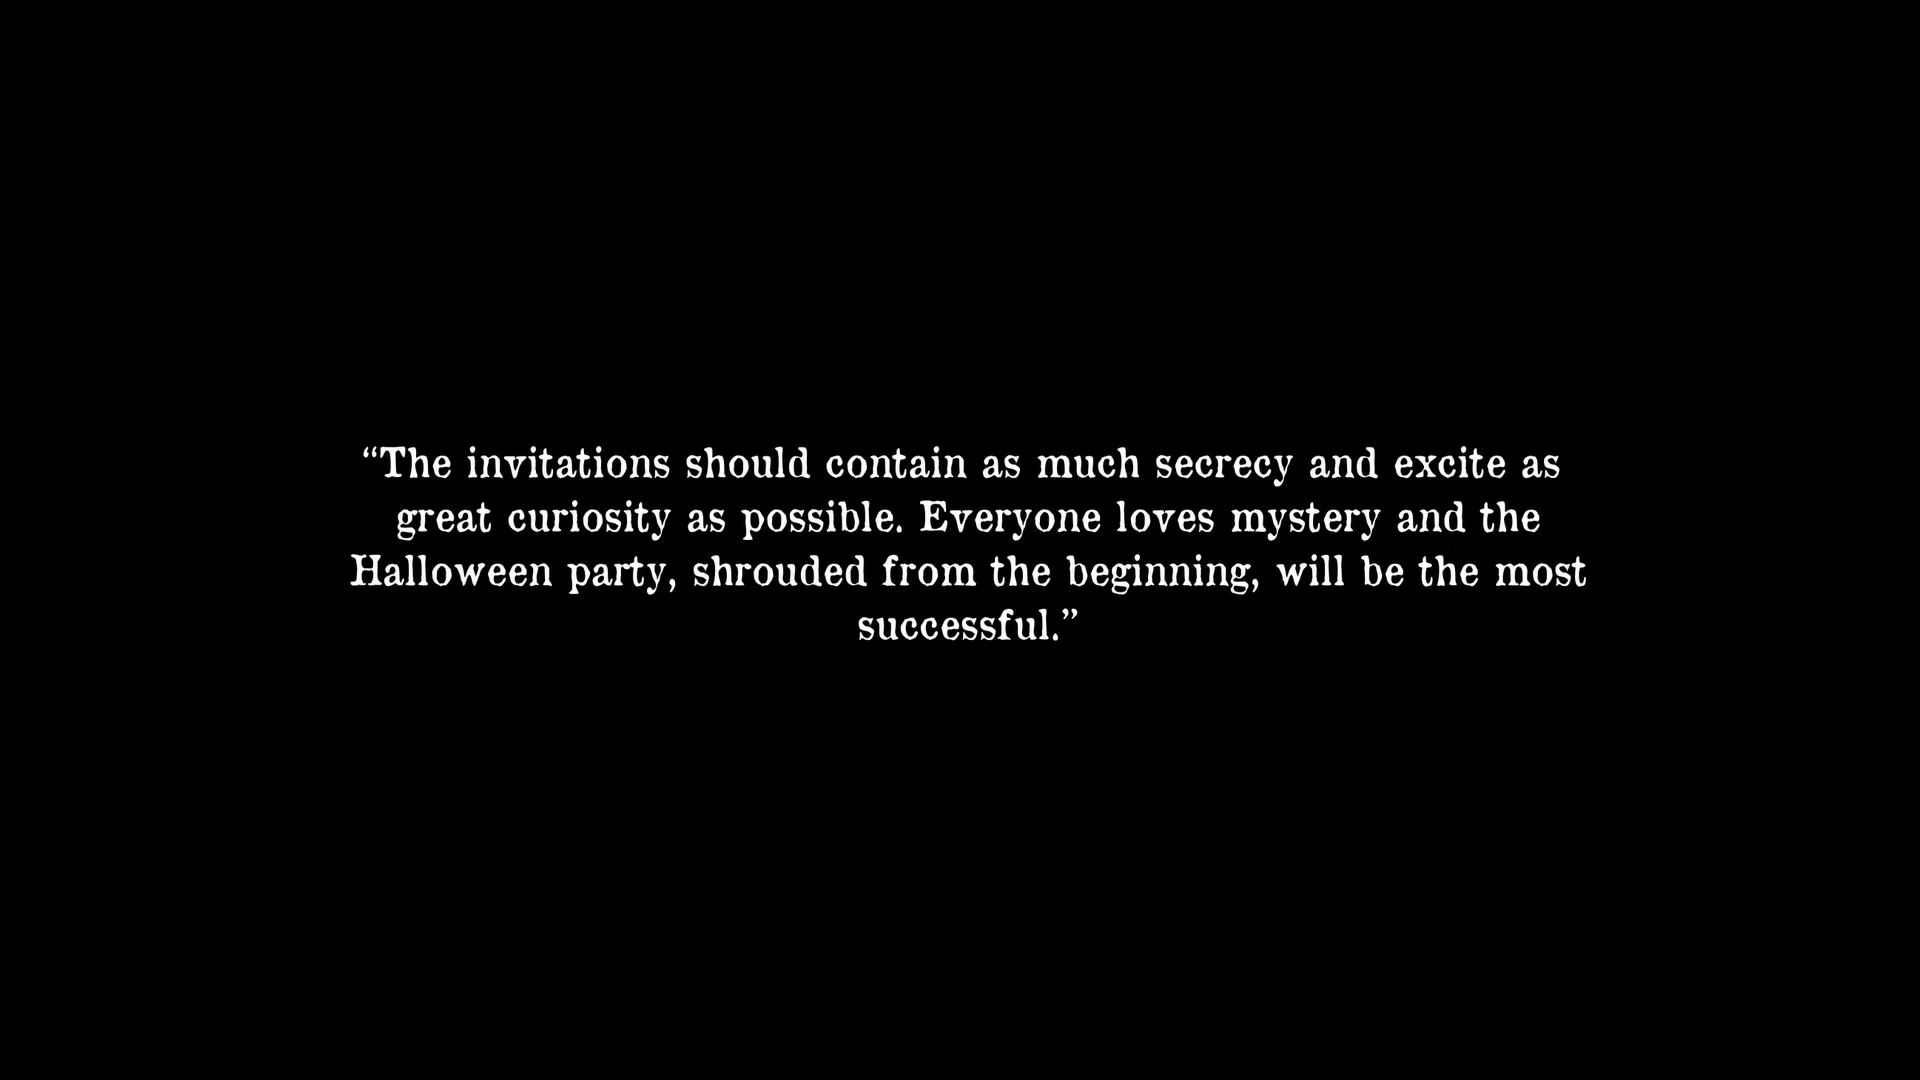 “The invitations should contain as much secrecy and excite as
great curiosity as possible. Everyone loves mystery and the
Halloween party, shrouded from the beginning, will be the most
successful.”